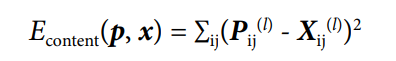 E_content(p, x) = Σ_ij(P_ij^(l) - X_ij^(l))²